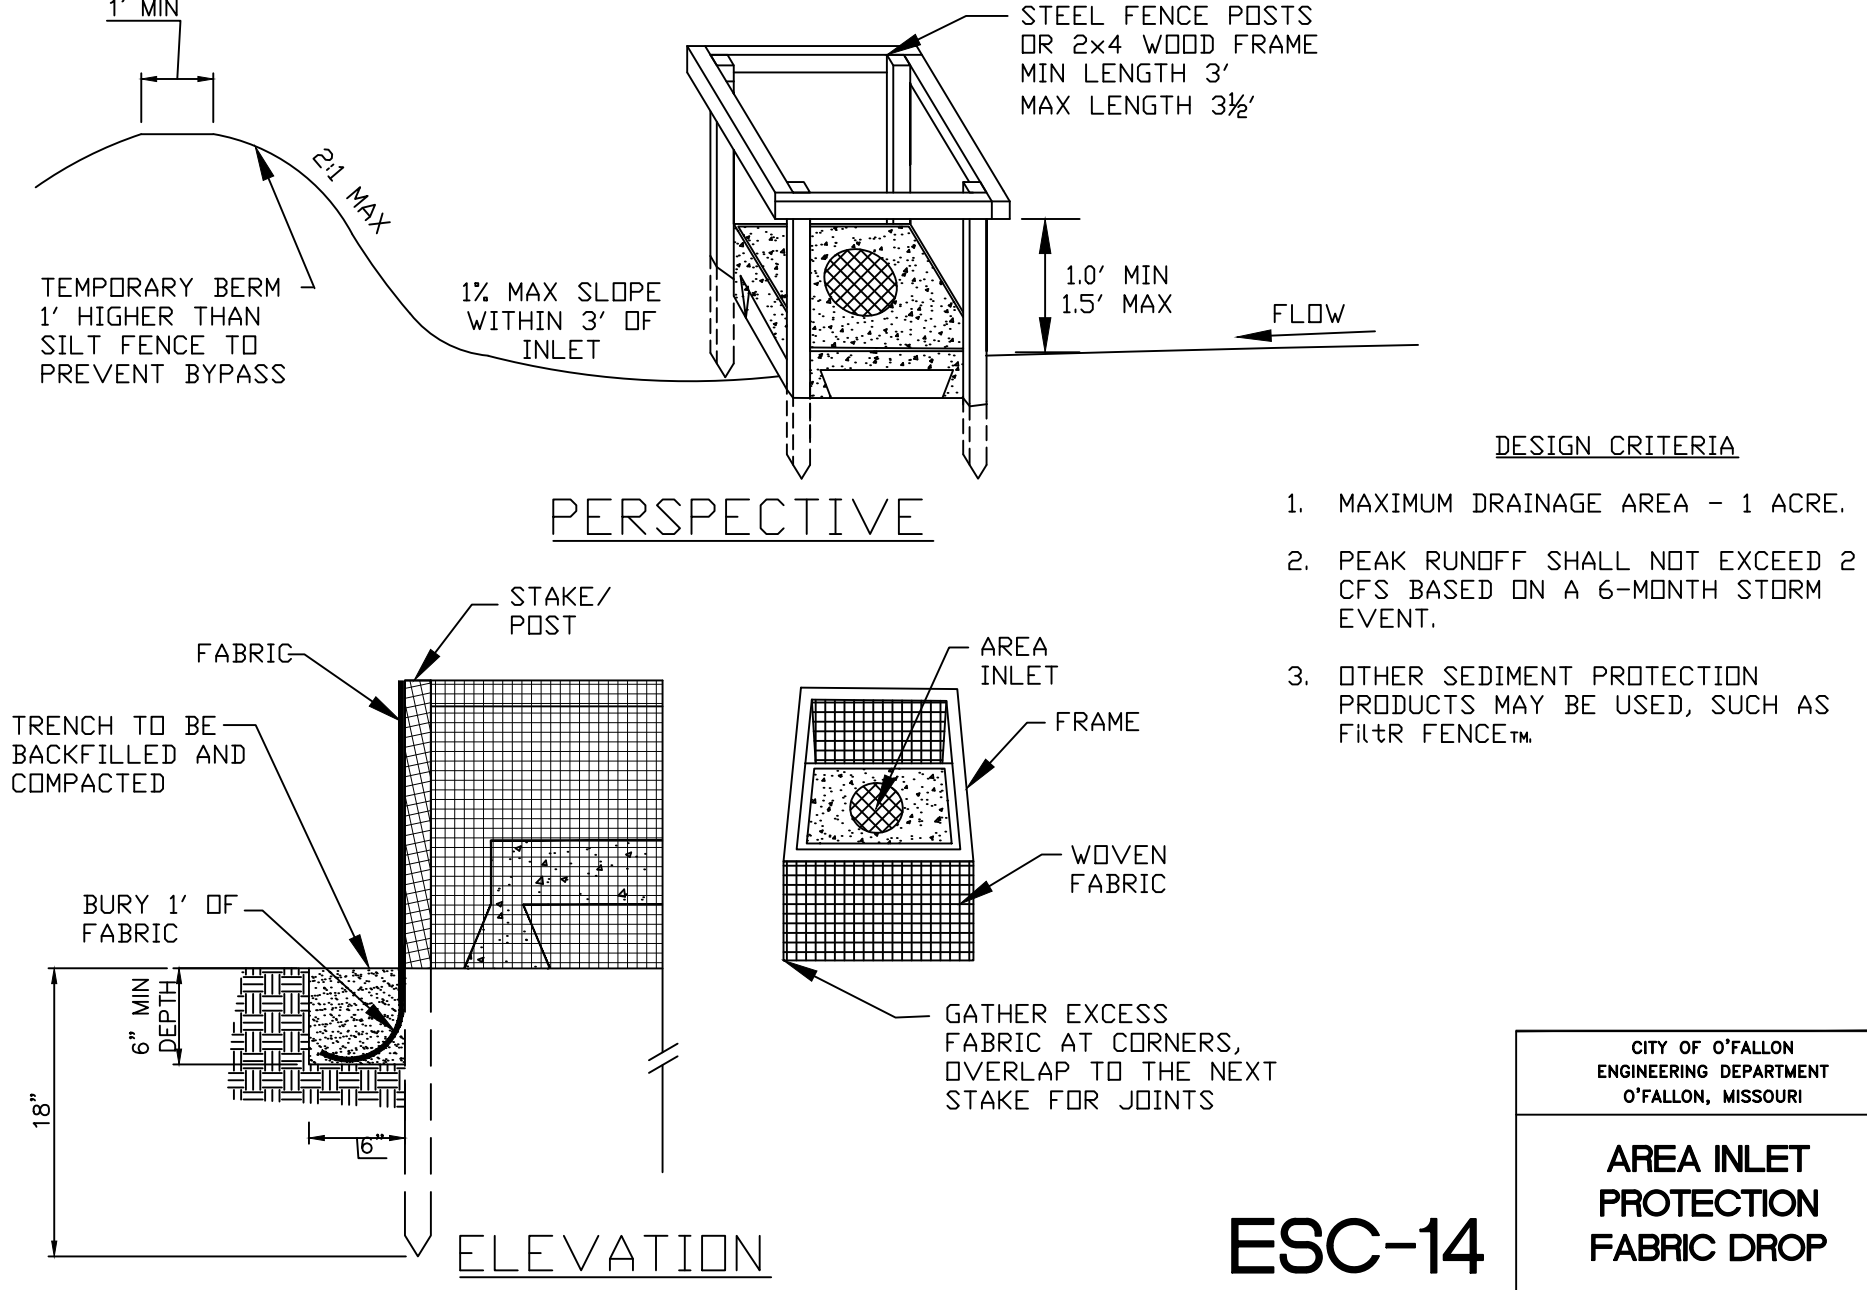 1' MIN
STEEL FENCE POSTS
OR 2x4 WOOD FRAME
MIN LENGTH 3'
MAX LENGTH 3½'
2:1 MAX
TEMPORARY BERM
1' HIGHER THAN
SILT FENCE TO
PREVENT BYPASS
1% MAX SLOPE
WITHIN 3' OF
INLET
1.0' MIN
1.5' MAX
FLOW
PERSPECTIVE
DESIGN CRITERIA
1. MAXIMUM DRAINAGE AREA - 1 ACRE.
2. PEAK RUNOFF SHALL NOT EXCEED 2
CFS BASED ON A 6-MONTH STORM
EVENT.
3. OTHER SEDIMENT PROTECTION
PRODUCTS MAY BE USED, SUCH AS
FiltR FENCE™.
STAKE/
POST
FABRIC
TRENCH TO BE
BACKFILLED AND
COMPACTED
BURY 1' OF
FABRIC
6" MIN
DEPTH
18"
6"
ELEVATION
AREA
INLET
FRAME
WOVEN
FABRIC
GATHER EXCESS
FABRIC AT CORNERS,
OVERLAP TO THE NEXT
STAKE FOR JOINTS
ESC-14
CITY OF O'FALLON
ENGINEERING DEPARTMENT
O'FALLON, MISSOURI
AREA INLET
PROTECTION
FABRIC DROP